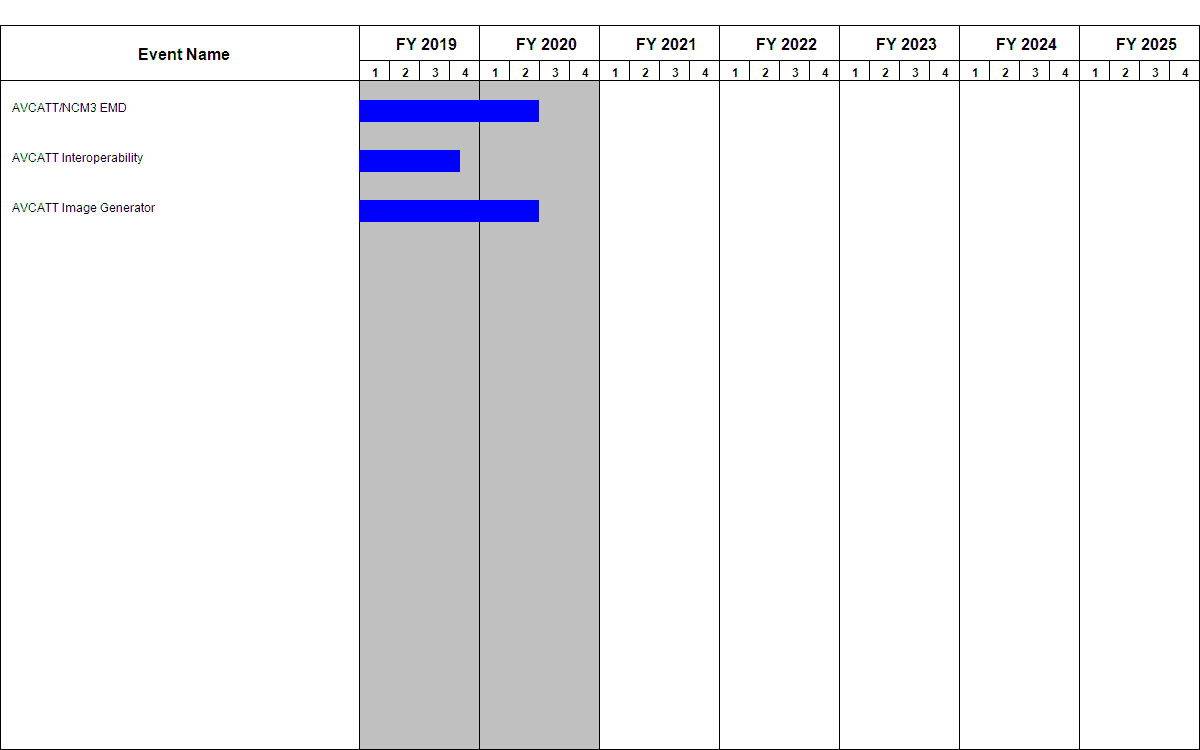 Event Name FY 2019 FY 2020 FY 2021 FY 2022 FY 2023 FY 2024 FY 2025
1 2 3 4 1 2 3 4 1 2 3 4 1 2 3 4 1 2 3 4 1 2 3 4 1 2 3 4
AVCATT/NCM3 EMD
AVCATT Interoperability
AVCATT Image Generator